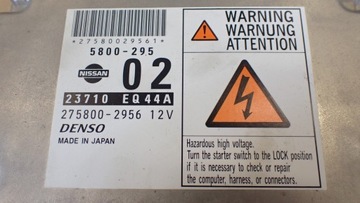 *27580029561*
5800-295
NISSAN
02
23710 EQ44A
275800-2956 12V
DENSO
MADE IN JAPAN
WARNING
WARNUNG
ATTENTION
Hazardous high voltage.
Turn the starter switch to the LOCK position
if it is necessary to check or repair
the computer, harness, or connectors.